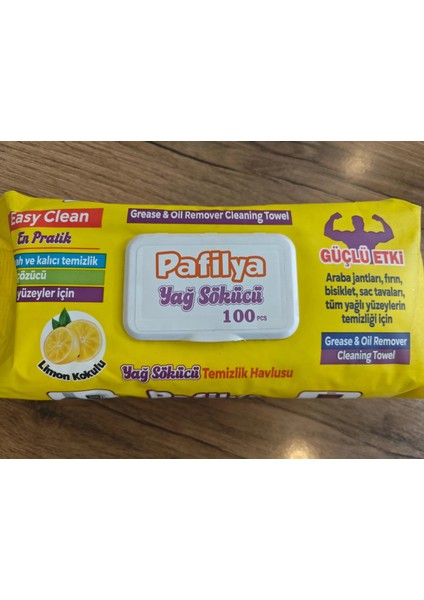 Easy Clean
En Pratik
ve kalıcı temizlik
yüzeyler için
Limon Kokulu
Grease & Oil Remover Cleaning Towel
Pafilya
Yağ Sökücü
100 PCS
Yağ Sökücü Temizlik Havlusu
GÜÇLÜ ETKİ
Araba jantları, fırın,
bisiklet, sac tavaları,
tüm yağlı yüzeylerin
temizliği için
Grease & Oil Remover
Cleaning Towel
Pafilya